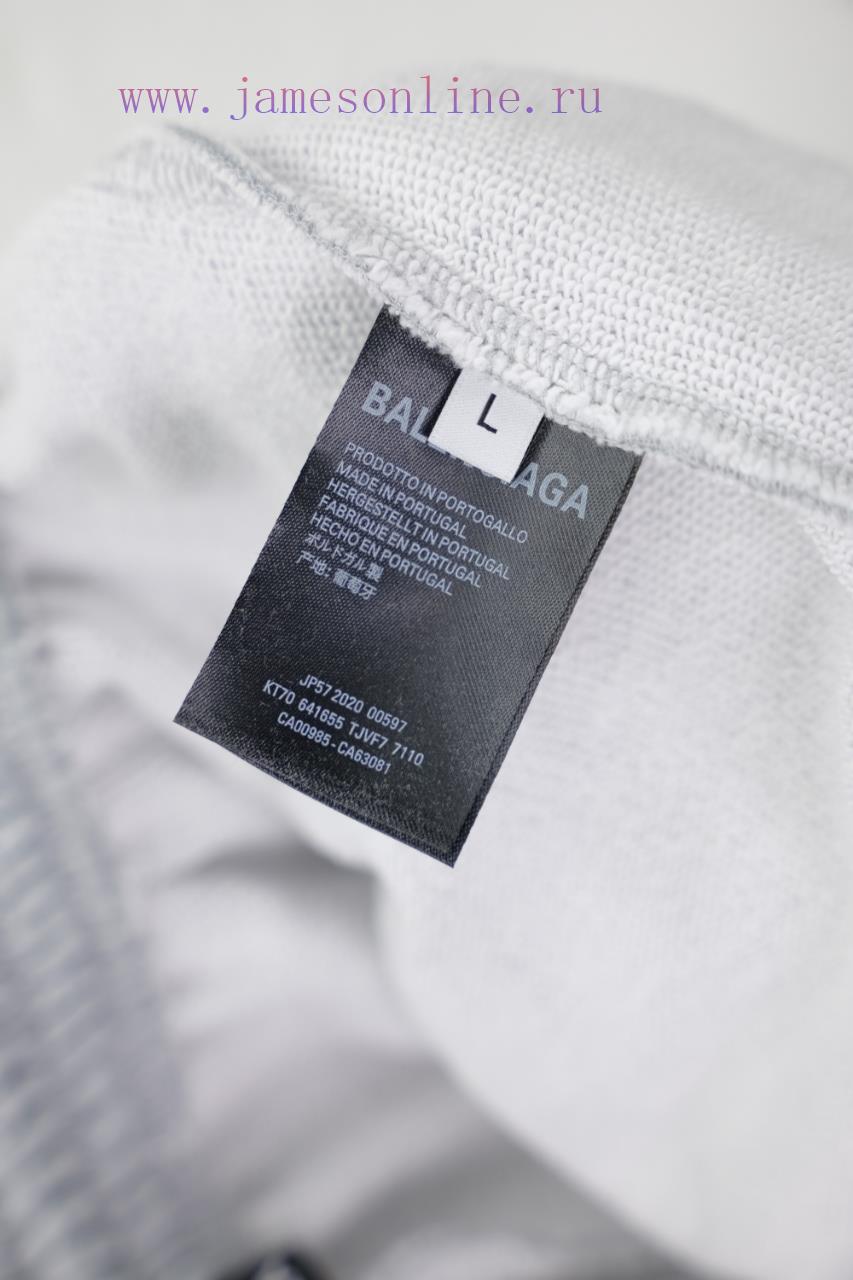 www.jamesonline.ru
L
BAL AGA
PRODOTTO IN PORTOGALLO
MADE IN PORTUGAL
HERGESTELLT IN PORTUGAL
FABRIQUE EN PORTUGAL
HECHO EN PORTUGAL
ポルトガル製
产地: 葡萄牙
JP57 2020 00597
KT70 641655 TJVF7 7110
CA00985-CA63081